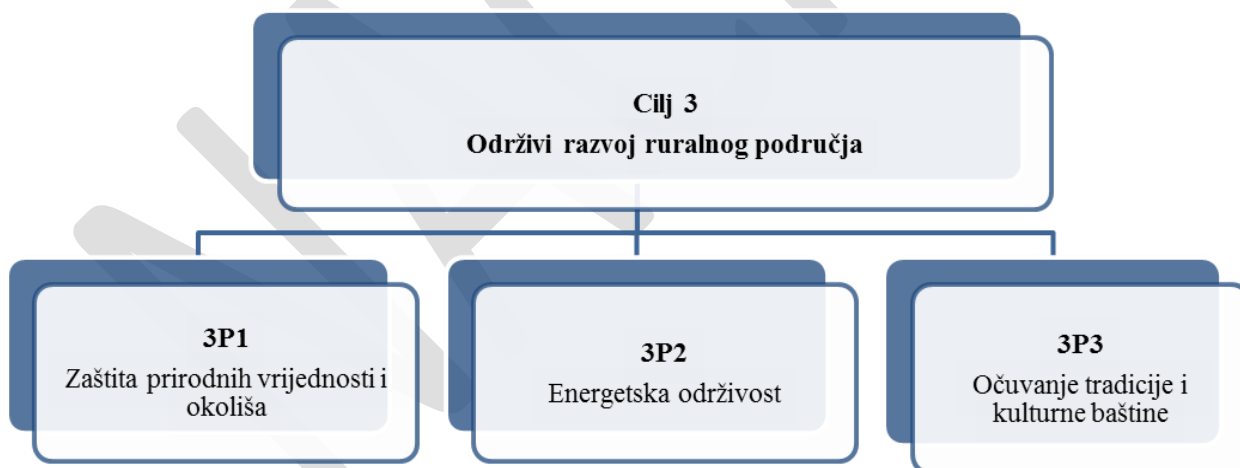 Cilj 3
Održivi razvoj ruralnog područja
3P1
Zaštita prirodnih vrijednosti i
okoliša
3P2
Energetska održivost
3P3
Očuvanje tradicije i
kulturne baštine